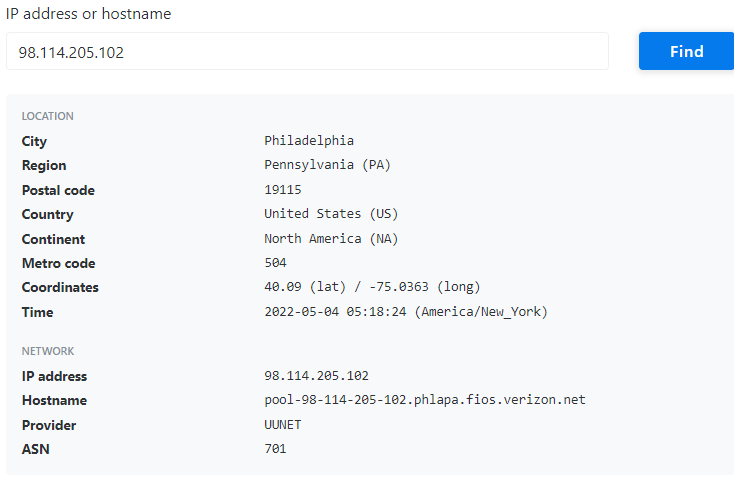 IP address or hostname
98.114.205.102 Find
LOCATION
City Philadelphia
Region Pennsylvania (PA)
Postal code 19115
Country United States (US)
Continent North America (NA)
Metro code 504
Coordinates 40.09 (lat) / -75.0363 (long)
Time 2022-05-04 05:18:24 (America/New_York)
NETWORK
IP address 98.114.205.102
Hostname pool-98-114-205-102.phlapa.fios.verizon.net
Provider UUNET
ASN 701